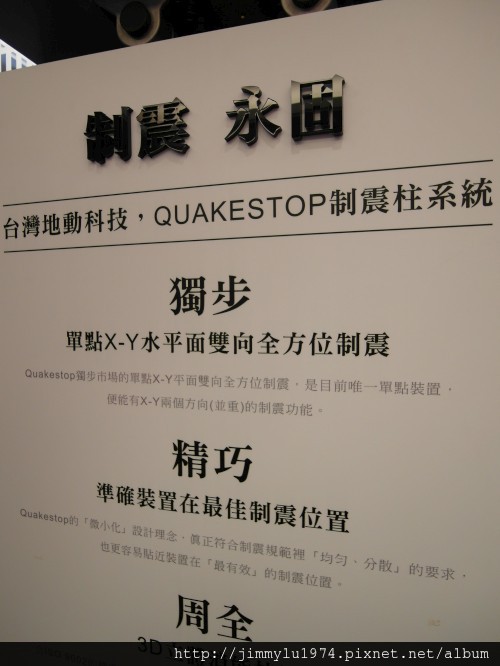 制震 永固
台灣地動科技，QUAKESTOP制震柱系統
獨步
單點X-Y水平面雙向全方位制震
Quakestop獨步市場的單點X-Y平面雙向全方位制震，是目前唯一單點裝置，
便能有X-Y兩個方向(並重)的制震功能。
精巧
準確裝置在最佳制震位置
Quakestop的「微小化」設計理念，真正符合制震規範裡「均勻、分散」的要求，
也更容易貼近裝置在「最有效」的制震位置。
周全
3D
http://jimmylu1974.pixnet.net/album